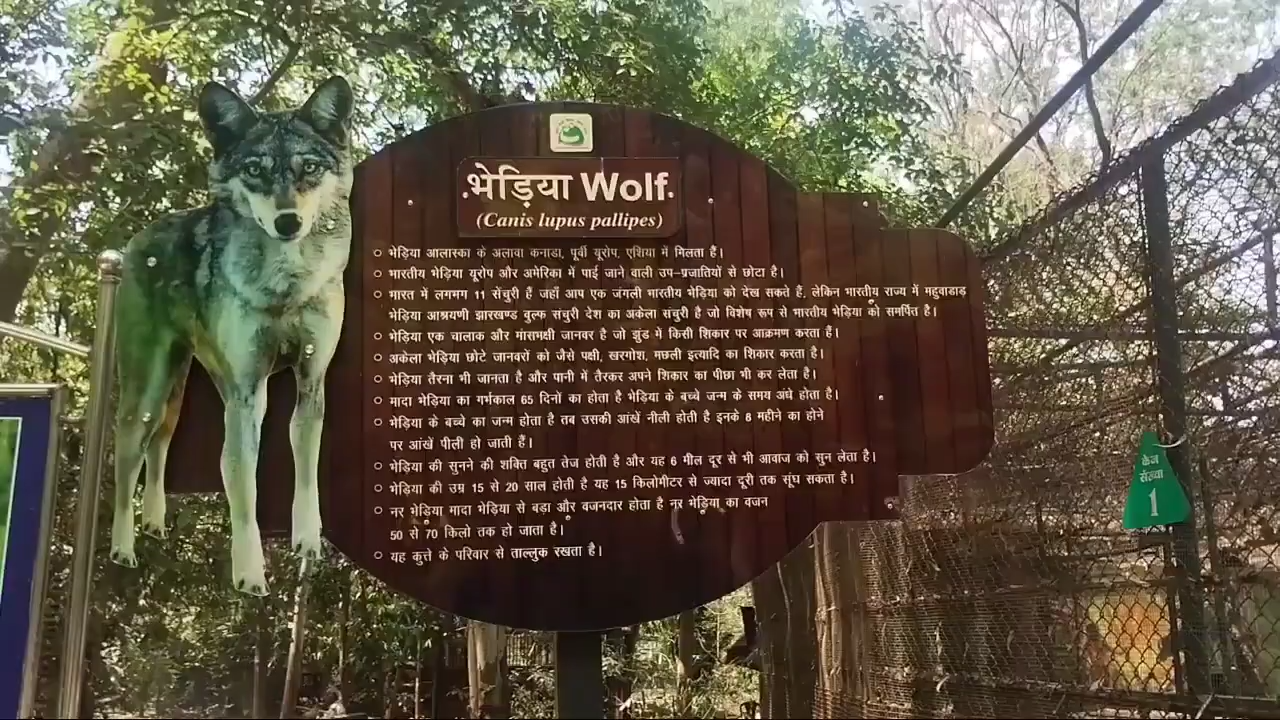 भेड़िया Wolf
(Canis lupus pallipes)
भेड़िया आलास्का के अलावा कनाडा, पूर्वी यूरोप, एशिया में मिलता हैं।
भारतीय भेड़िया यूरोप और अमेरिका में पाई जाने वाली उप–प्रजातियों से छोटा है।
भारत में लगभग 11 सेंचुरी हैं जहाँ आप एक जंगली भारतीय भेड़िया को देख सकते हैं, लेकिन भारतीय राज्य में महुवाडाड़
भेड़िया आश्रयणी झारखण्ड वुल्फ संचुरी देश का अकेला संचुरी है जो विशेष रूप से भारतीय भेड़िया को समर्पित है।
भेड़िया एक चालाक और मांसभक्षी जानवर है जो झुंड में किसी शिकार पर आक्रमण करता हैं।
अकेला भेड़िया छोटे जानवरों को जैसे पक्षी, खरगोश, मछली इत्यादि का शिकार करता है।
भेड़िया तैरना भी जानता है और पानी में तैरकर अपने शिकार का पीछा भी कर लेता है।
मादा भेड़िया का गर्भकाल 65 दिनों का होता है भेड़िया के बच्चे जन्म के समय अंधे होता है।
भेड़िया के बच्चे का जन्म होता है तब उसकी आंखें नीली होती है इनके 8 महीने का होने
पर आंखें पीली हो जाती हैं।
भेड़िया की सुनने की शक्ति बहुत तेज होती है और यह 6 मील दूर से भी आवाज को सुन लेता है।
भेड़िया की उम्र 15 से 20 साल होती है यह 15 किलोमीटर से ज्यादा दूरी तक सूंघ सकता है।
नर भेड़िया मादा भेड़िया से बड़ा और वजनदार होता है नर भेड़िया का वजन
50 से 70 किलो तक हो जाता है।
यह कुत्ते के परिवार से ताल्लुक रखता है।
केज
संख्या
1